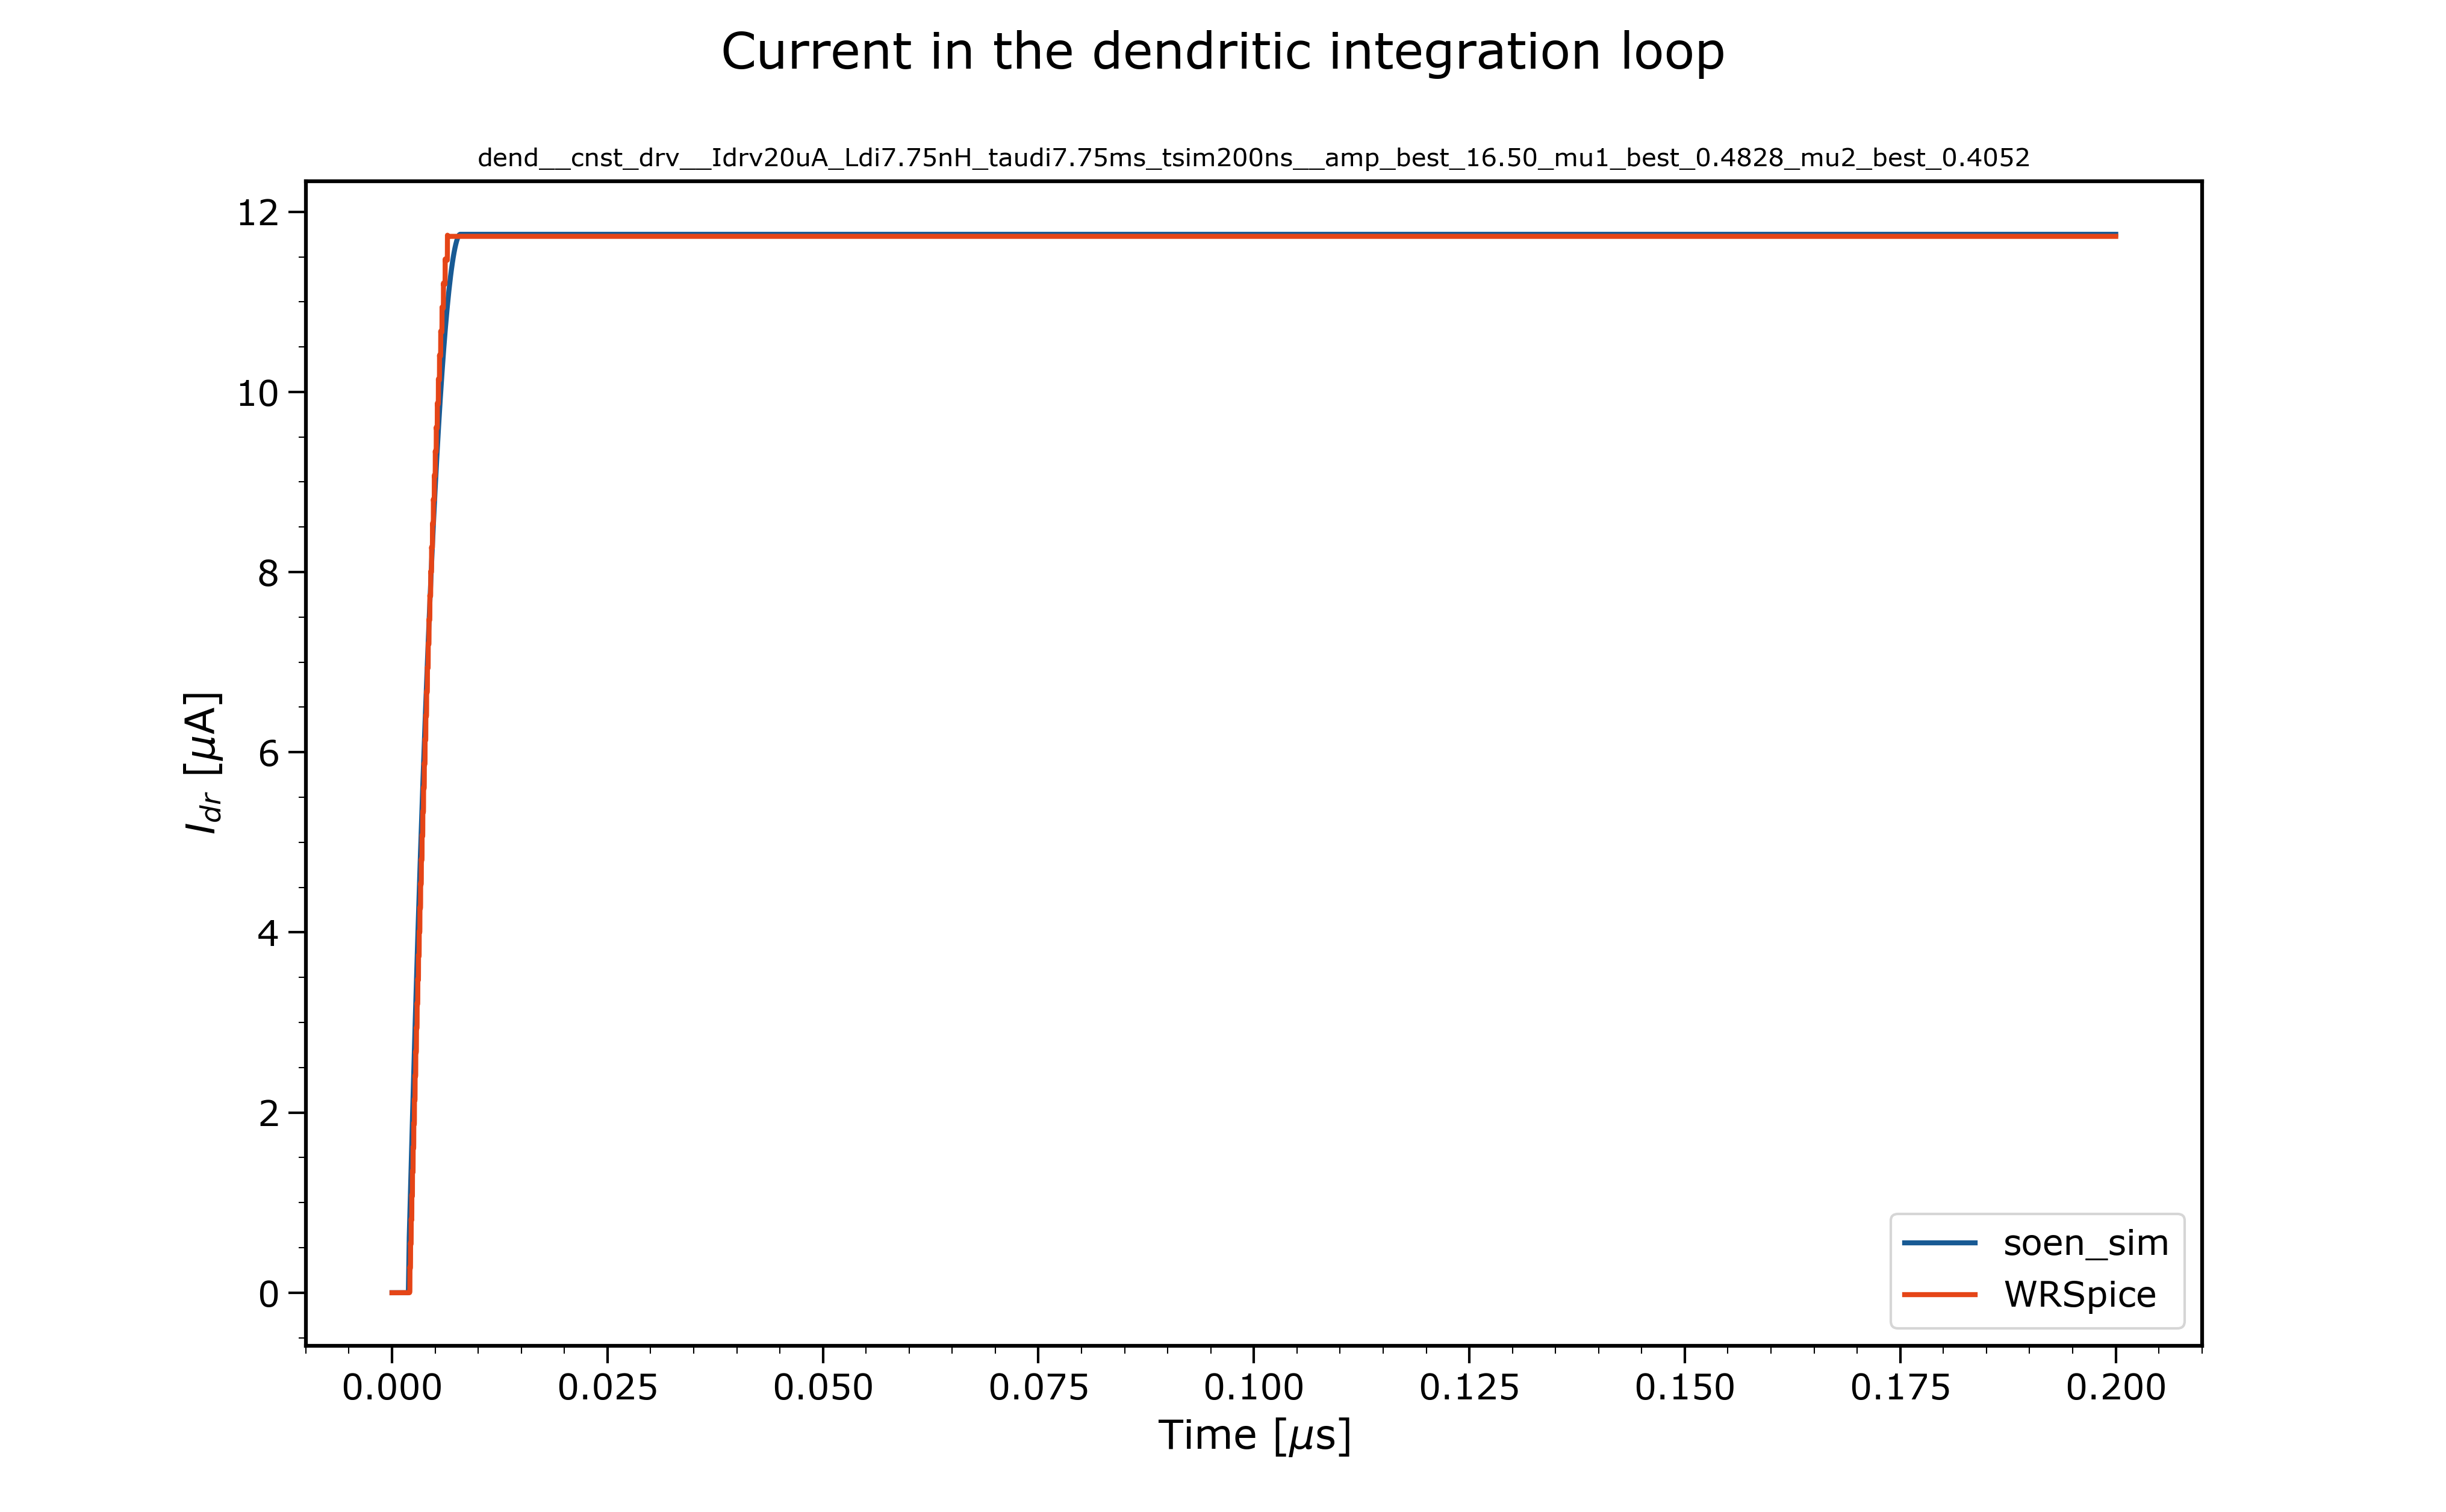 Current in the dendritic integration loop
dend__cnst_drv__Idrv20uA_Ldi7.75nH_taudi7.75ms_tsim200ns__amp_best_16.50_mu1_best_0.4828_mu2_best_0.4052
12
10
8
6
4
2
0
I_dr [μA]
soen_sim
WRSpice
0.000 0.025 0.050 0.075 0.100 0.125 0.150 0.175 0.200
Time [μs]